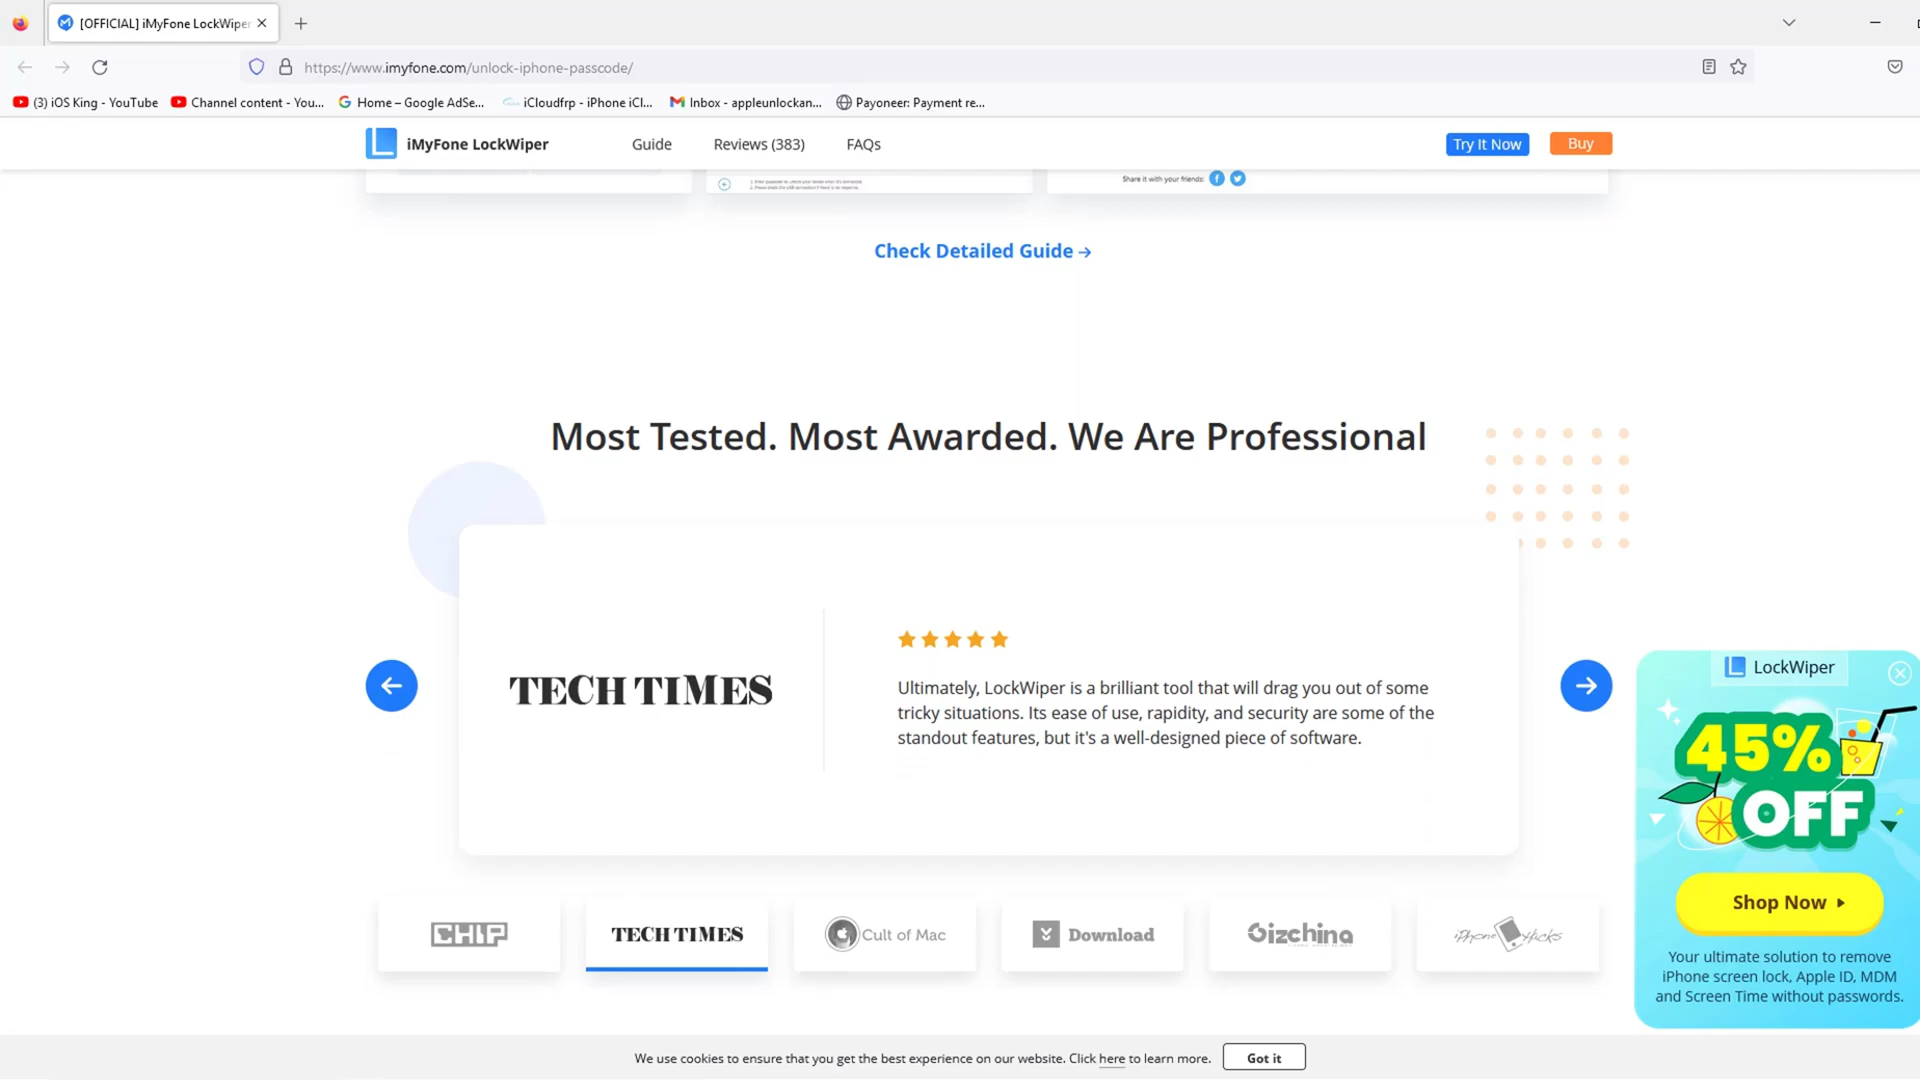 [OFFICIAL] iMyFone LockWiper
https://www.imyfone.com/unlock-iphone-passcode/
(3) iOS King - YouTube
Channel content - You...
Home – Google AdSe...
iCloudfrp - iPhone iCl...
Inbox - appleunlockan...
Payoneer: Payment re...
iMyFone LockWiper
Guide
Reviews (383)
FAQs
Try It Now
Buy
Share it with your friends:
Check Detailed Guide →
Most Tested. Most Awarded. We Are Professional
TECH TIMES
Ultimately, LockWiper is a brilliant tool that will drag you out of some
tricky situations. Its ease of use, rapidity, and security are some of the
standout features, but it's a well-designed piece of software.
LockWiper
45%
OFF
Shop Now
Your ultimate solution to remove
iPhone screen lock, Apple ID, MDM
and Screen Time without passwords.
CHIP
TECH TIMES
Cult of Mac
Download
Gizchina
iPhone Hacks
We use cookies to ensure that you get the best experience on our website. Click here to learn more.
Got it